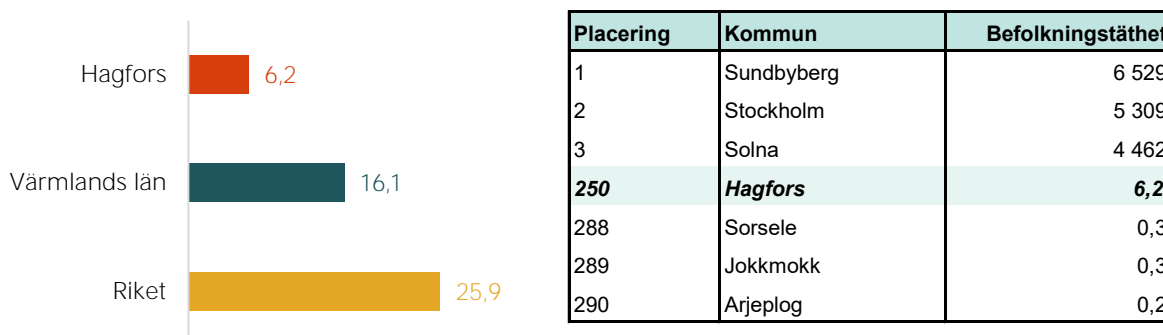 Hagfors 6,2
Värmlands län 16,1
Riket 25,9
Placering Kommun Befolkningstäthet
1 Sundbyberg 6 529
2 Stockholm 5 309
3 Solna 4 462
250 Hagfors 6,2
288 Sorsele 0,3
289 Jokkmokk 0,3
290 Arjeplog 0,2